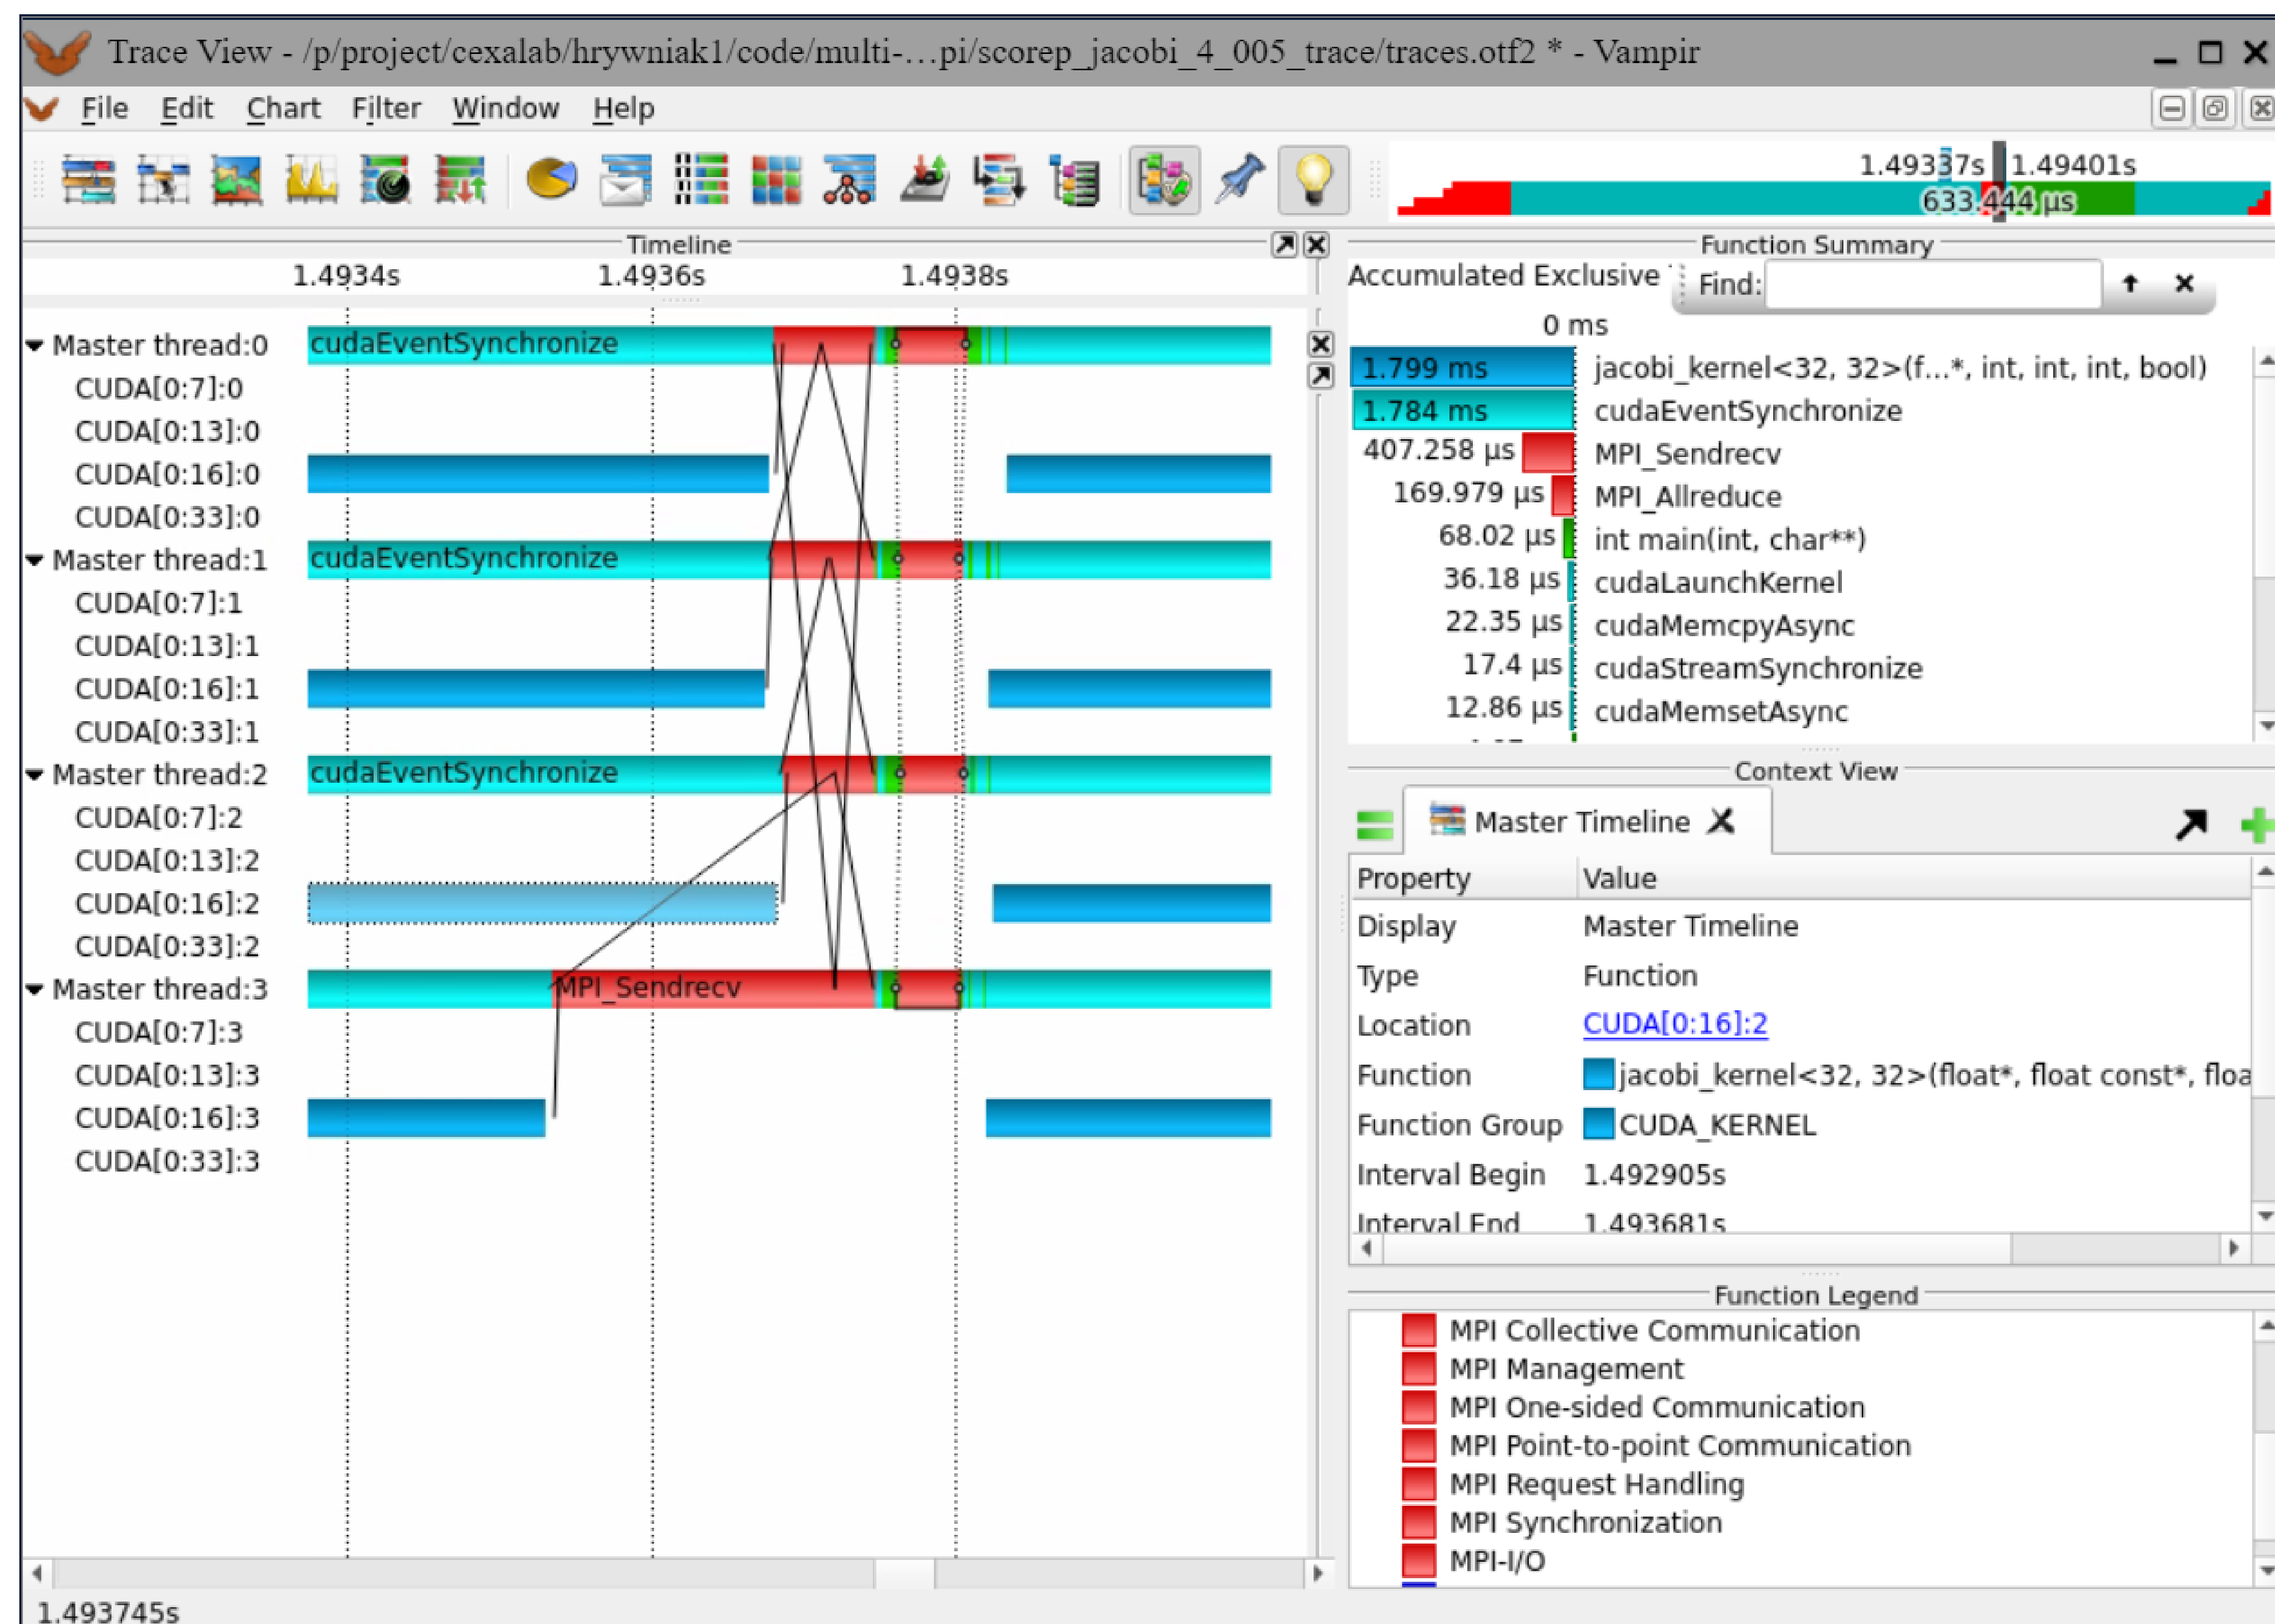 Trace View - /p/project/cexalab/hrywniak1/code/multi-...pi/scorep_jacobi_4_005_trace/traces.otf2 * - Vampir
File Edit Chart Filter Window Help
1.49337s 1.49401s
633.444 µs
Timeline
1.4934s 1.4936s 1.4938s
Master thread:0 cudaEventSynchronize
CUDA[0:7]:0
CUDA[0:13]:0
CUDA[0:16]:0
CUDA[0:33]:0
Master thread:1 cudaEventSynchronize
CUDA[0:7]:1
CUDA[0:13]:1
CUDA[0:16]:1
CUDA[0:33]:1
Master thread:2 cudaEventSynchronize
CUDA[0:7]:2
CUDA[0:13]:2
CUDA[0:16]:2
CUDA[0:33]:2
Master thread:3 MPI_Sendrecv
CUDA[0:7]:3
CUDA[0:13]:3
CUDA[0:16]:3
CUDA[0:33]:3
1.493745s
Function Summary
Accumulated Exclusive Find:
0 ms
1.799 ms jacobi_kernel<32, 32>(f...*, int, int, int, bool)
1.784 ms cudaEventSynchronize
407.258 µs MPI_Sendrecv
169.979 µs MPI_Allreduce
68.02 µs int main(int, char**)
36.18 µs cudaLaunchKernel
22.35 µs cudaMemcpyAsync
17.4 µs cudaStreamSynchronize
12.86 µs cudaMemsetAsync
Context View
Master Timeline
Property Value
Display Master Timeline
Type Function
Location CUDA[0:16]:2
Function jacobi_kernel<32, 32>(float*, float const*, floa
Function Group CUDA_KERNEL
Interval Begin 1.492905s
Interval End 1.493681s
Function Legend
MPI Collective Communication
MPI Management
MPI One-sided Communication
MPI Point-to-point Communication
MPI Request Handling
MPI Synchronization
MPI-I/O